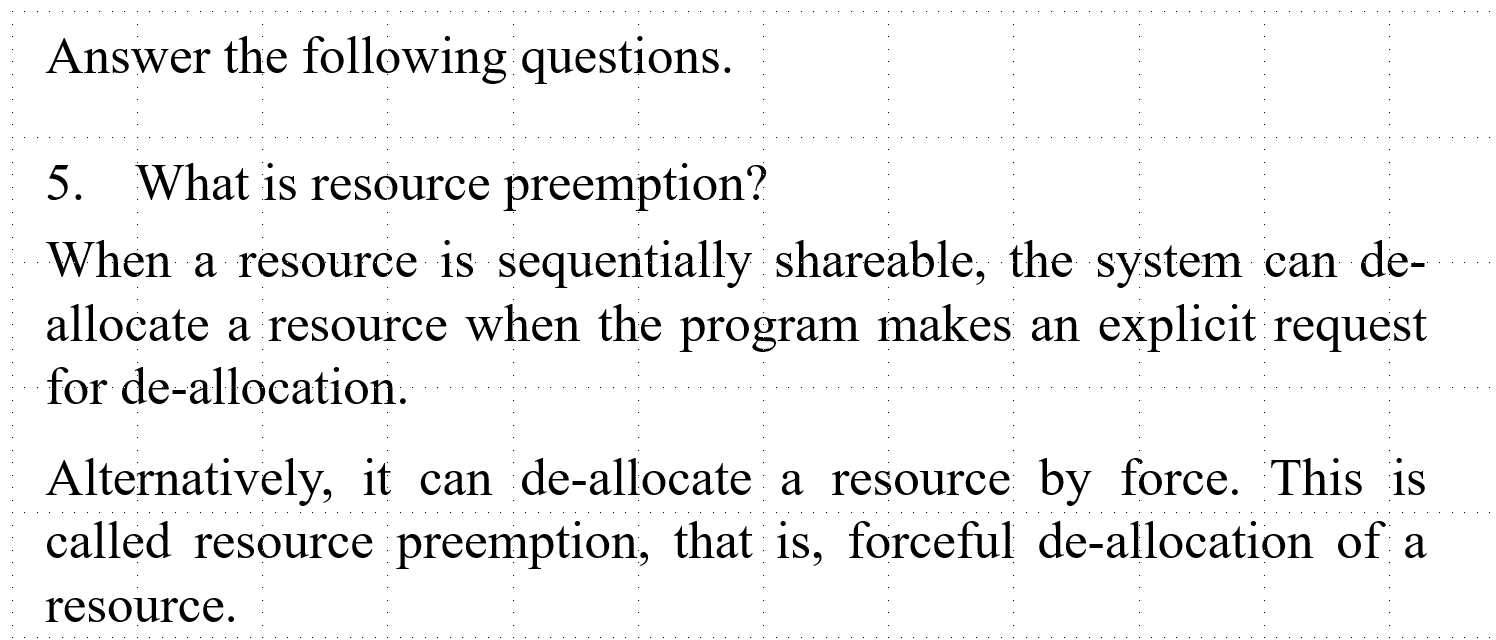 Answer the following questions.
5. What is resource preemption?
When a resource is sequentially shareable, the system can de-
allocate a resource when the program makes an explicit request
for de-allocation.
Alternatively, it can de-allocate a resource by force. This is
called resource preemption, that is, forceful de-allocation of a
resource.